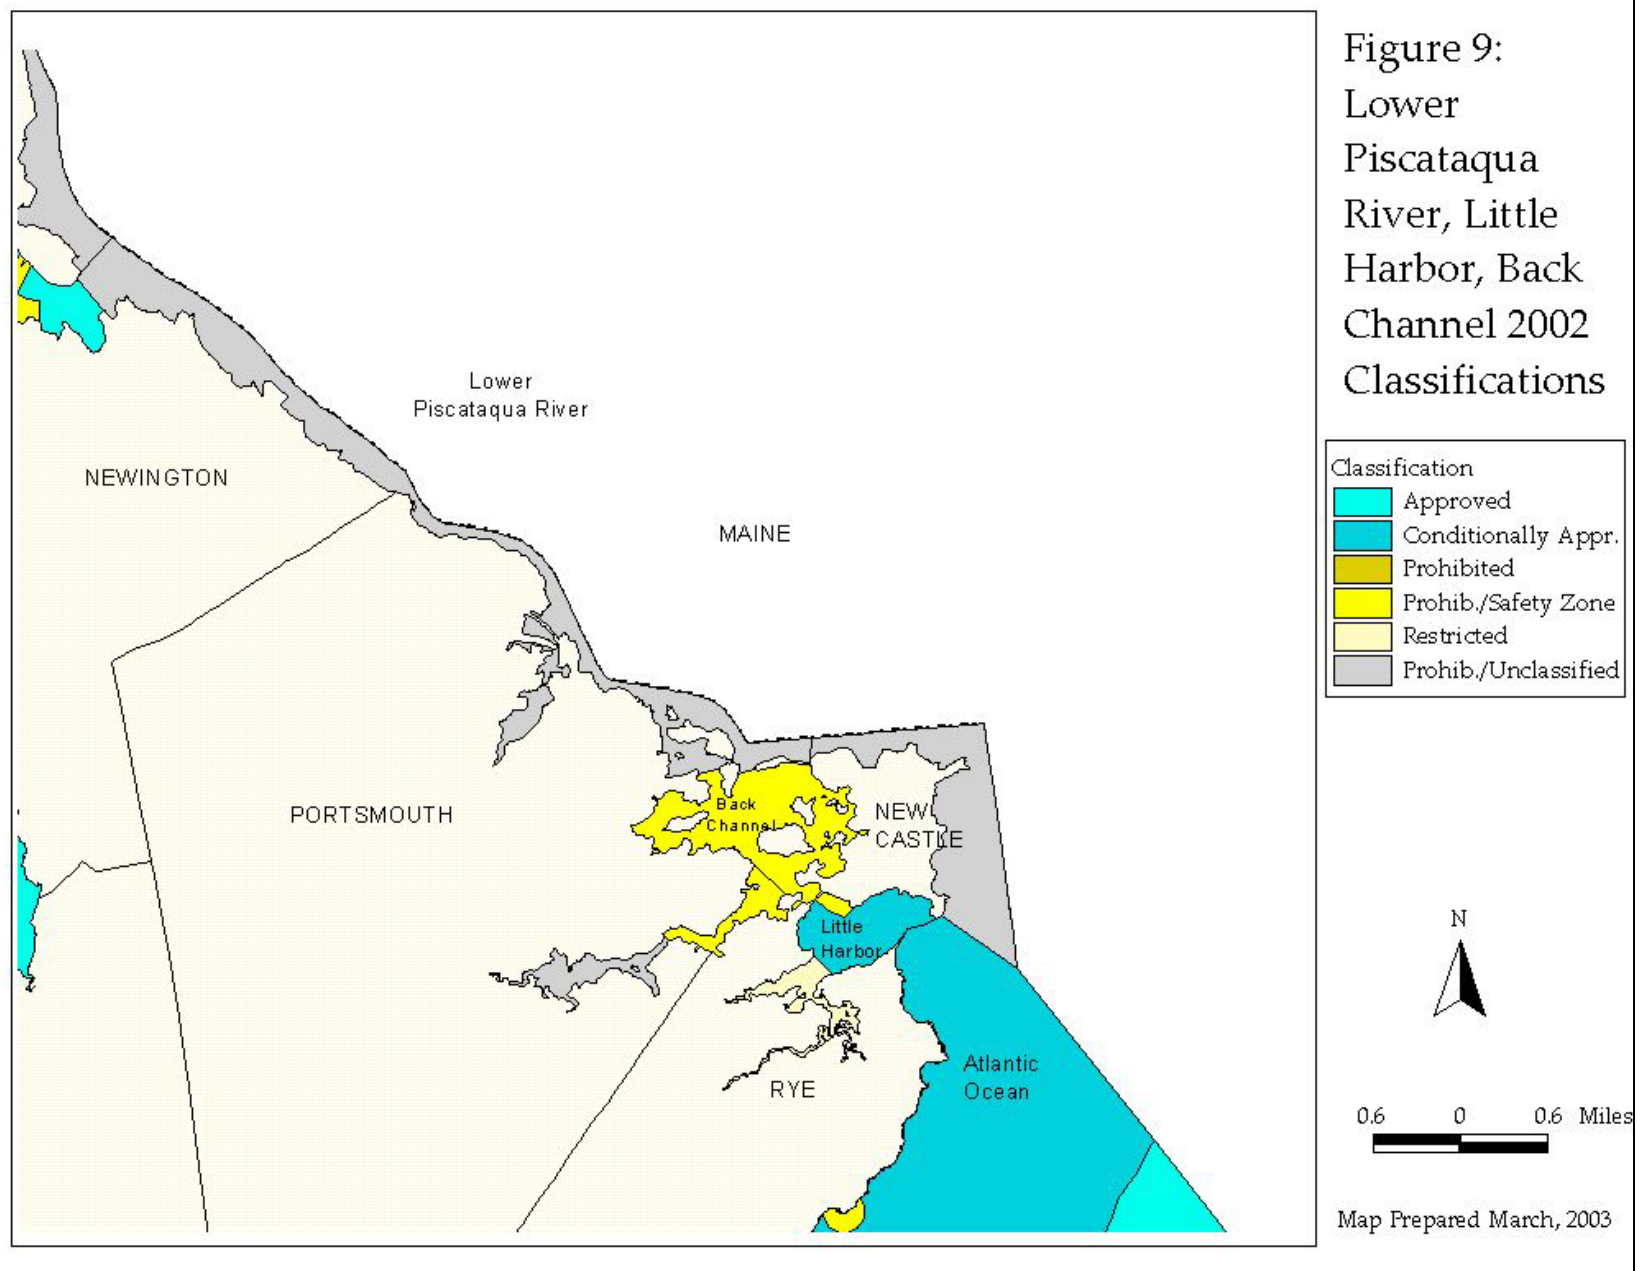 Figure 9:
Lower
Piscataqua
River, Little
Harbor, Back
Channel 2002
Classifications
Lower
Piscataqua River
NEWINGTON
MAINE
PORTSMOUTH
Back
Channel
NEW
CASTLE
Little
Harbor
Atlantic
Ocean
RYE
Classification
Approved
Conditionally Appr.
Prohibited
Prohib./Safety Zone
Restricted
Prohib./Unclassified
N
0.6 0 0.6 Miles
Map Prepared March, 2003